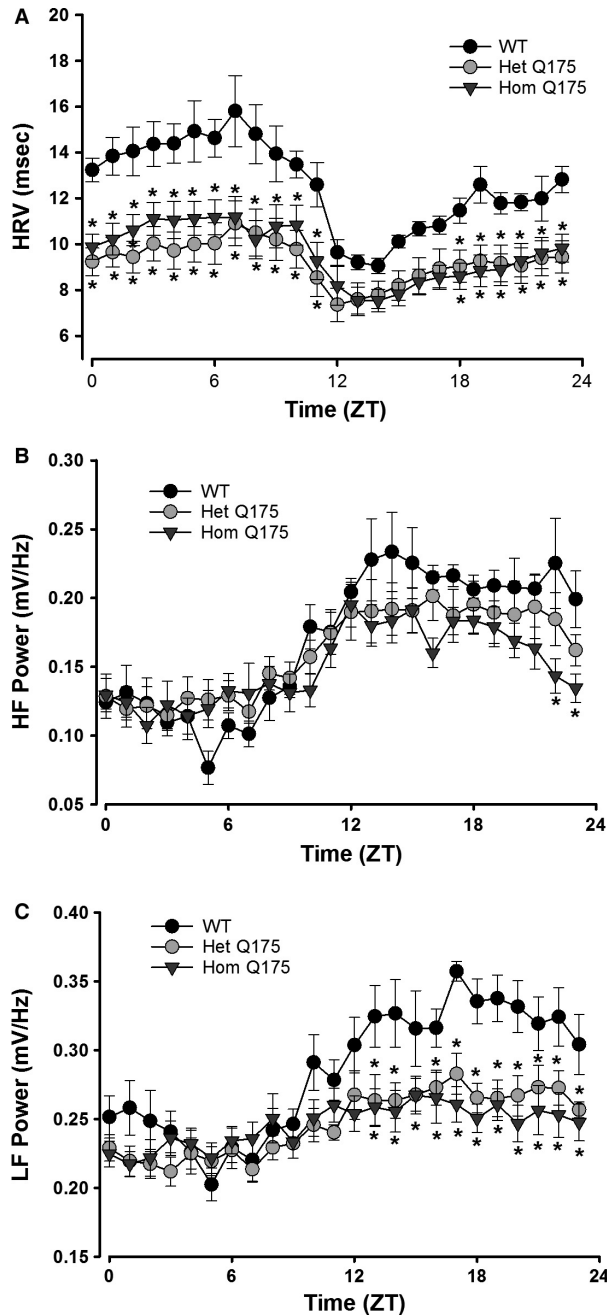 A
20
18
16
14
12
10
8
6
HRV (msec)
WT
Het Q175
Hom Q175
* * * * * * * * * * * *
* * * * * *
* * * * * * * * * * * *
* * * * * *
0 6 12 18 24
Time (ZT)
B
0.30
0.25
0.20
0.15
0.10
0.05
HF Power (mV/Hz)
WT
Het Q175
Hom Q175
* *
0 6 12 18 24
Time (ZT)
C
0.40
0.35
0.30
0.25
0.20
0.15
LF Power (mV/Hz)
WT
Het Q175
Hom Q175
* * * * * * * * * *
* * * * * * * * * * *
0 6 12 18 24
Time (ZT)